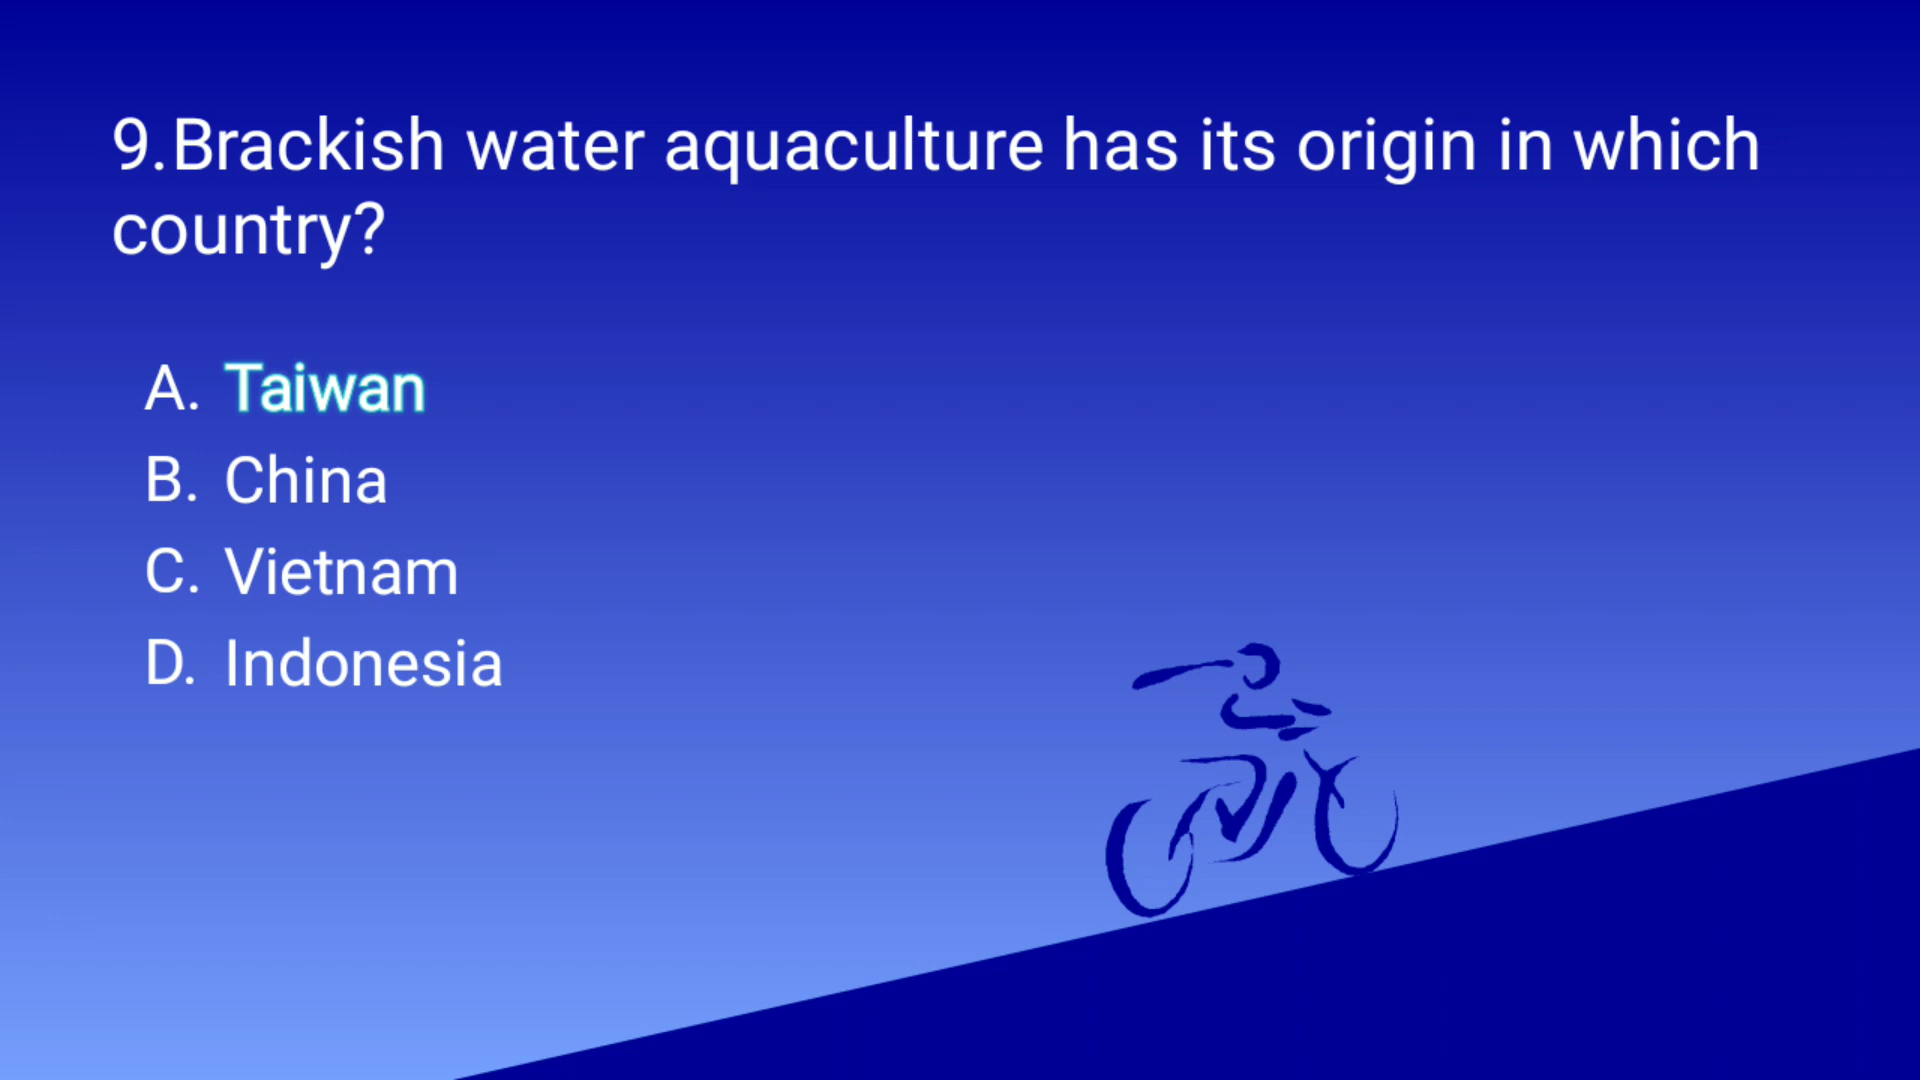 9.Brackish water aquaculture has its origin in which
country?
A. Taiwan
B. China
C. Vietnam
D. Indonesia